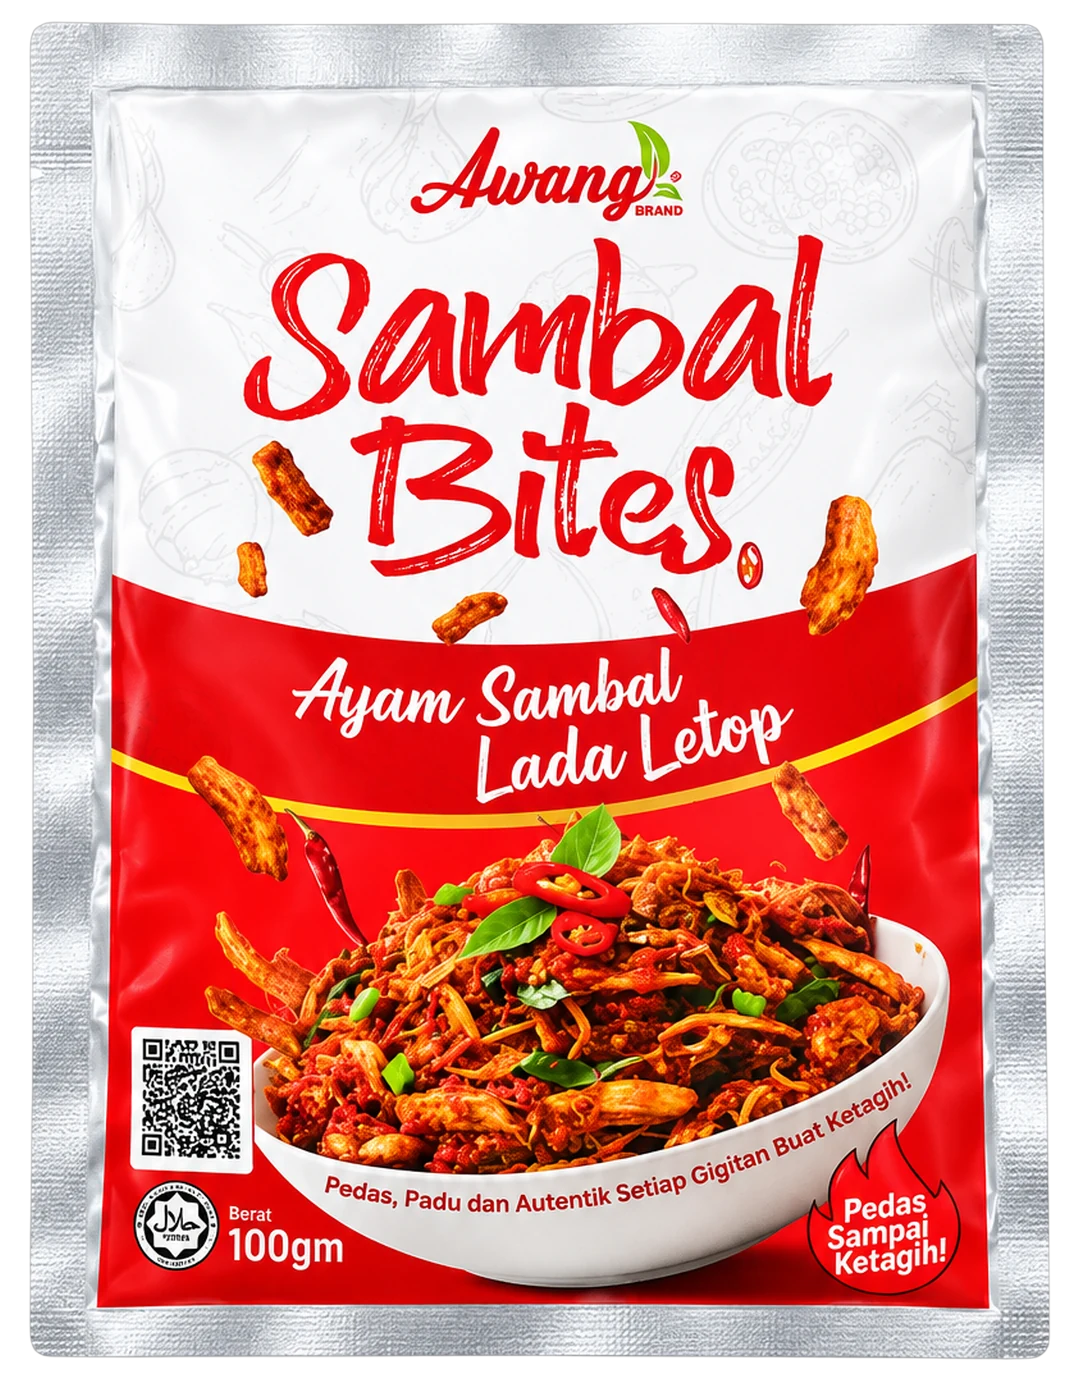 Awang
BRAND
Sambal
Bites
Ayam Sambal
Lada Letop
Pedas, Padu dan Autentik Setiap Gigitan Buat Ketagih!
Pedas
Sampai
Ketagih!
حلال
Berat
100gm